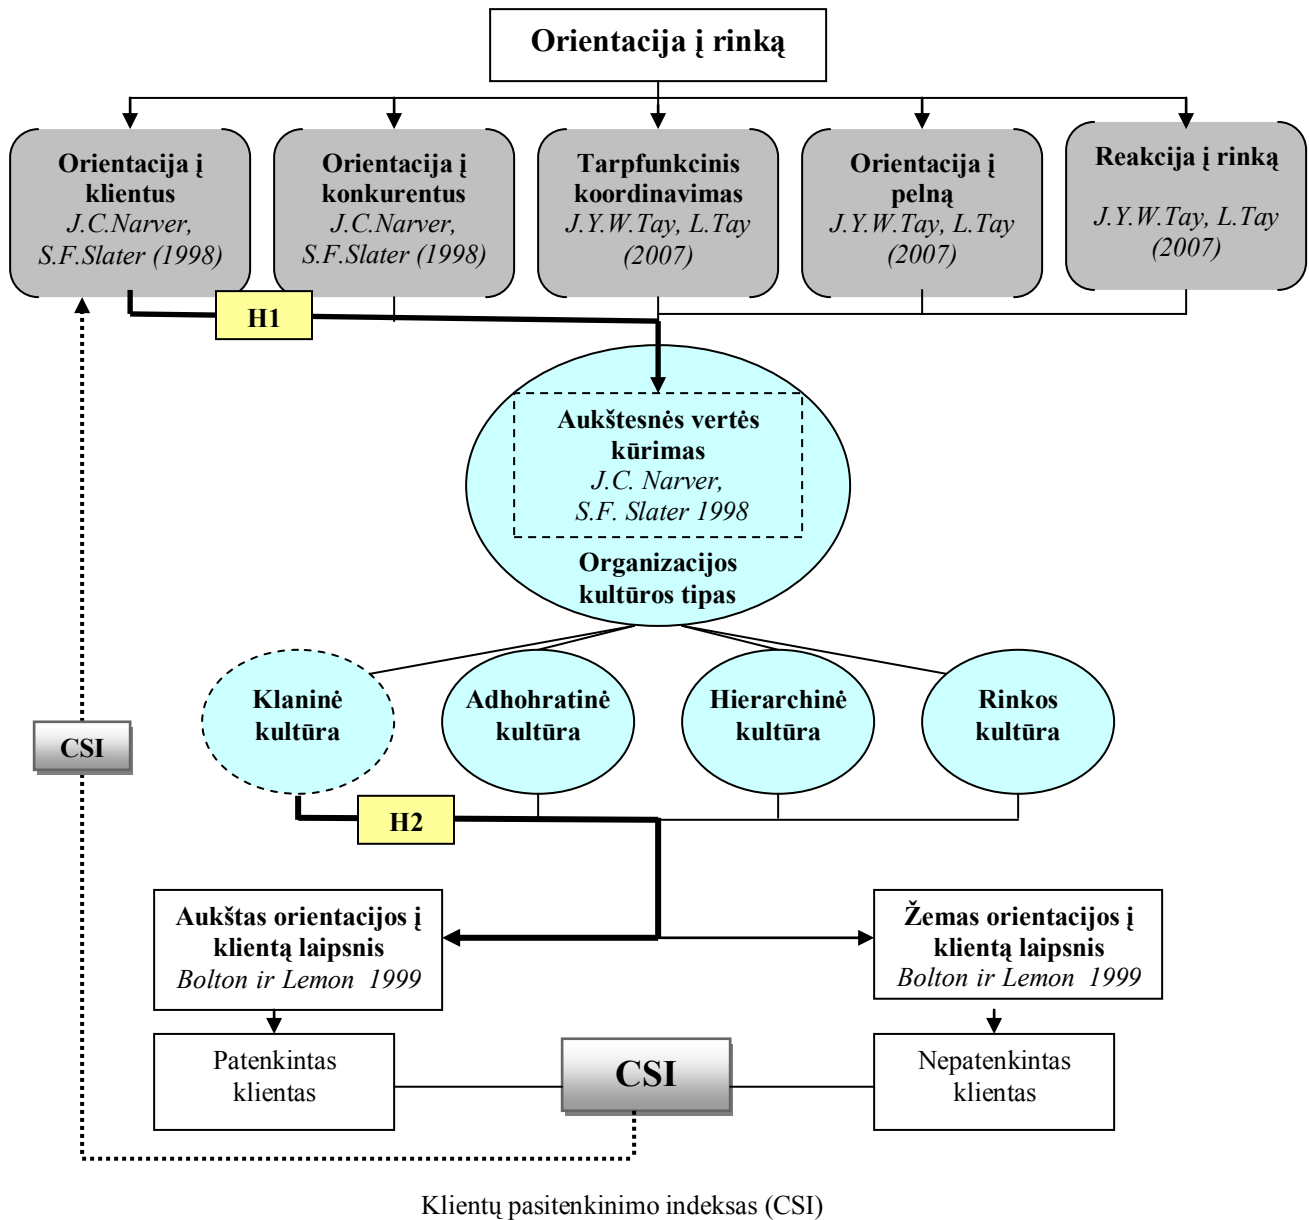 Orientacija į rinką
Orientacija į
klientus
J.C.Narver,
S.F.Slater (1998)
Orientacija į
konkurentus
J.C.Narver,
S.F.Slater (1998)
Tarpfunkcinis
koordinavimas
J.Y.W.Tay, L.Tay
(2007)
Orientacija į
pelną
J.Y.W.Tay, L.Tay
(2007)
Reakcija į rinką
J.Y.W.Tay, L.Tay
(2007)
H1
Aukštesnės vertės
kūrimas
J.C. Narver,
S.F. Slater 1998
Organizacijos
kultūros tipas
Klaninė
kultūra
Adhohratinė
kultūra
Hierarchinė
kultūra
Rinkos
kultūra
CSI
H2
Aukštas orientacijos į
klientą laipsnis
Bolton ir Lemon 1999
Žemas orientacijos į
klientą laipsnis
Bolton ir Lemon 1999
Patenkintas
klientas
CSI
Nepatenkintas
klientas
Klientų pasitenkinimo indeksas (CSI)